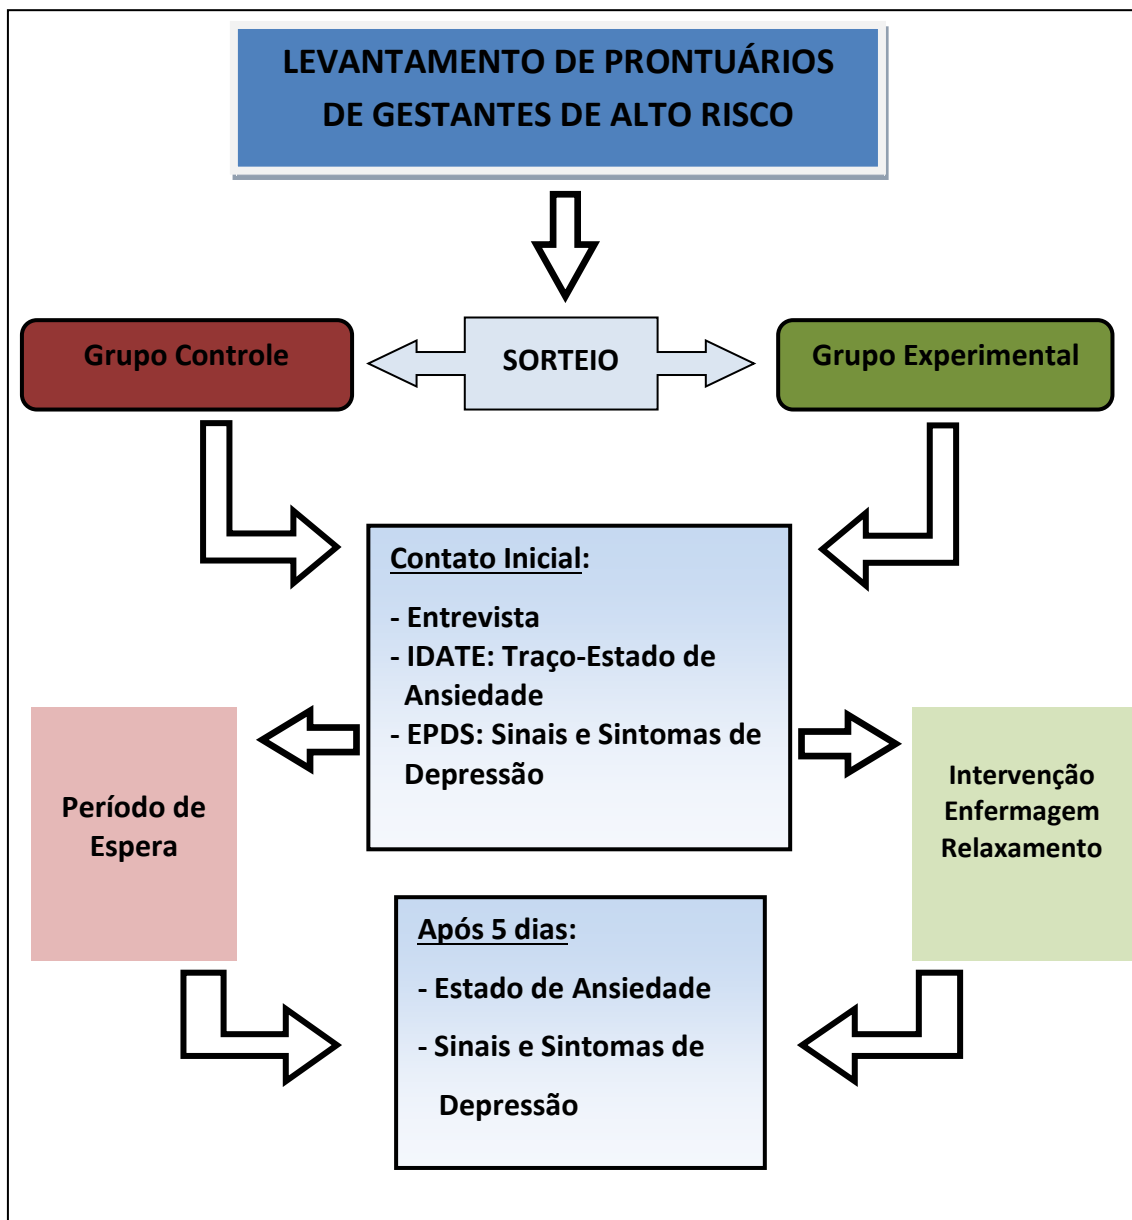 LEVANTAMENTO DE PRONTUÁRIOS
DE GESTANTES DE ALTO RISCO
Grupo Controle
SORTEIO
Grupo Experimental
Contato Inicial:
- Entrevista
- IDATE: Traço-Estado de
Ansiedade
- EPDS: Sinais e Sintomas de
Depressão
Período de
Espera
Intervenção
Enfermagem
Relaxamento
Após 5 dias:
- Estado de Ansiedade
- Sinais e Sintomas de
Depressão